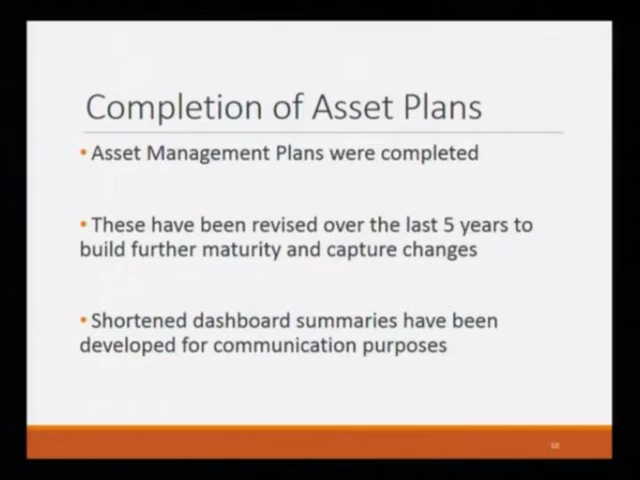 Completion of Asset Plans
• Asset Management Plans were completed
• These have been revised over the last 5 years to
build further maturity and capture changes
• Shortened dashboard summaries have been
developed for communication purposes
10